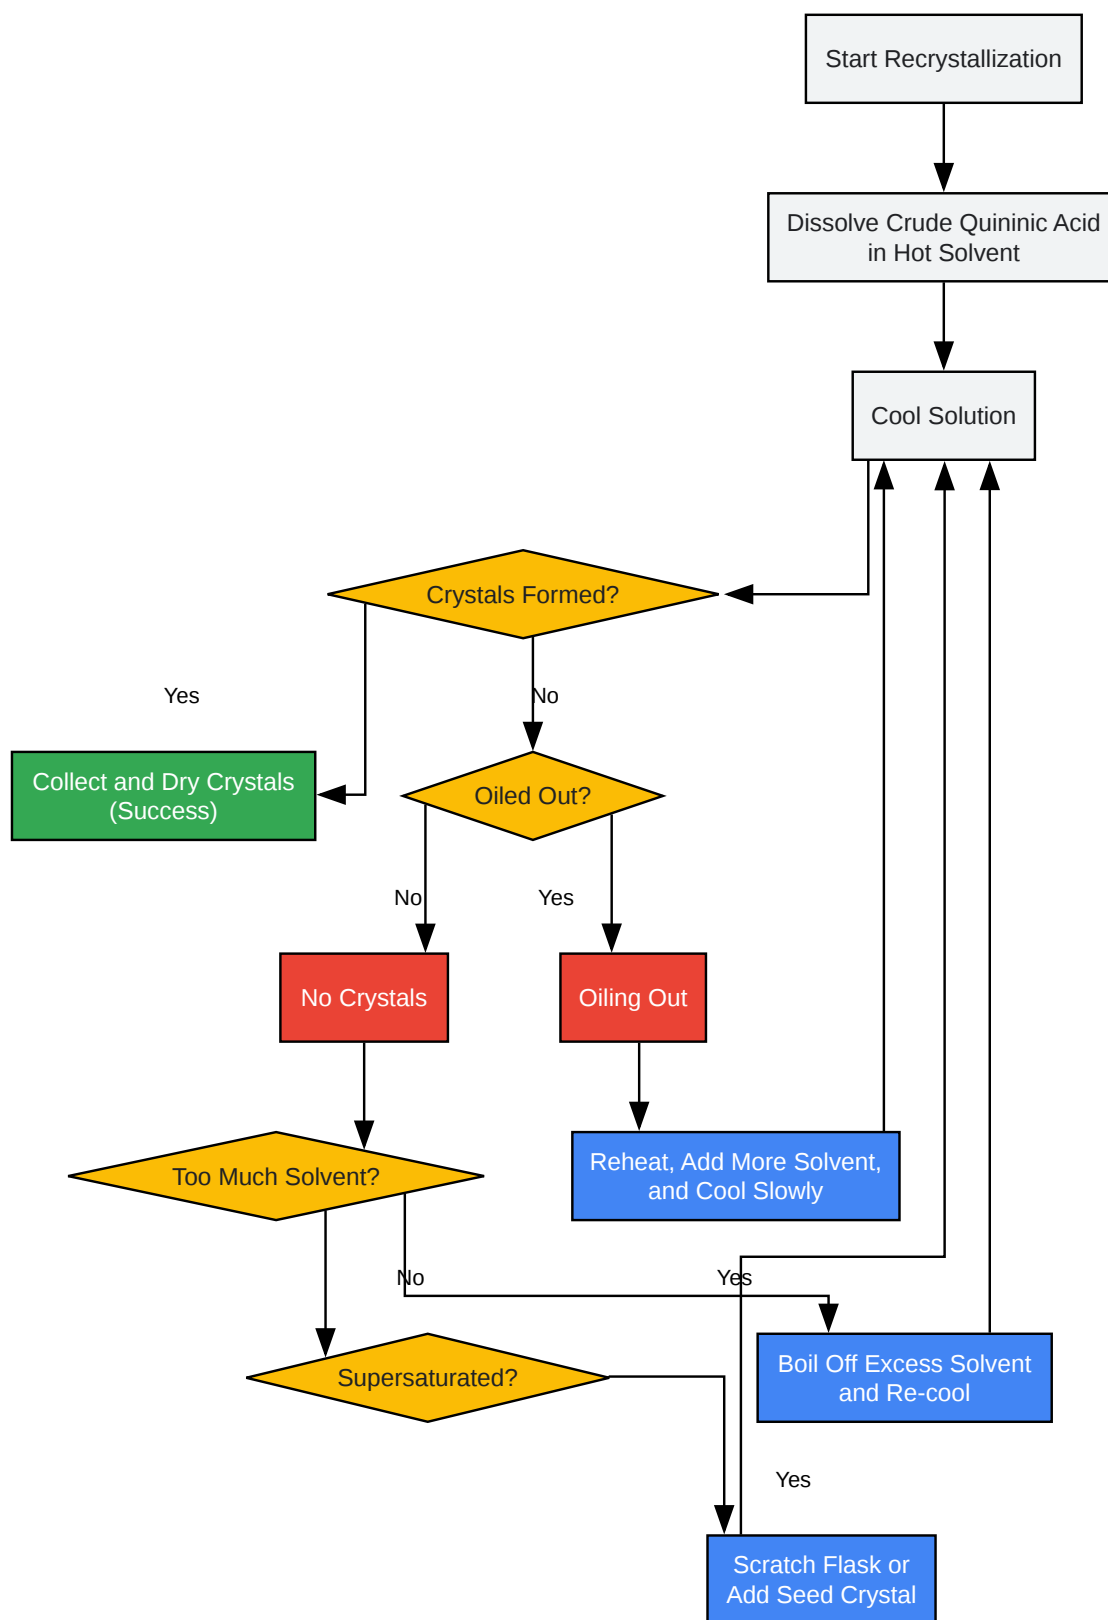 Start Recrystallization
Dissolve Crude Quininic Acid
in Hot Solvent
Cool Solution
Crystals Formed?
Yes
No
Collect and Dry Crystals
(Success)
Oiled Out?
No
Yes
No Crystals
Oiling Out
Reheat, Add More Solvent,
and Cool Slowly
Too Much Solvent?
No
Yes
Boil Off Excess Solvent
and Re-cool
Supersaturated?
Yes
Scratch Flask or
Add Seed Crystal